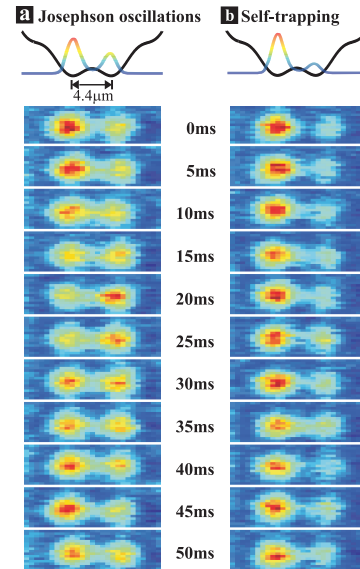 a Josephson oscillations
b Self-trapping
4.4μm
0ms
5ms
10ms
15ms
20ms
25ms
30ms
35ms
40ms
45ms
50ms